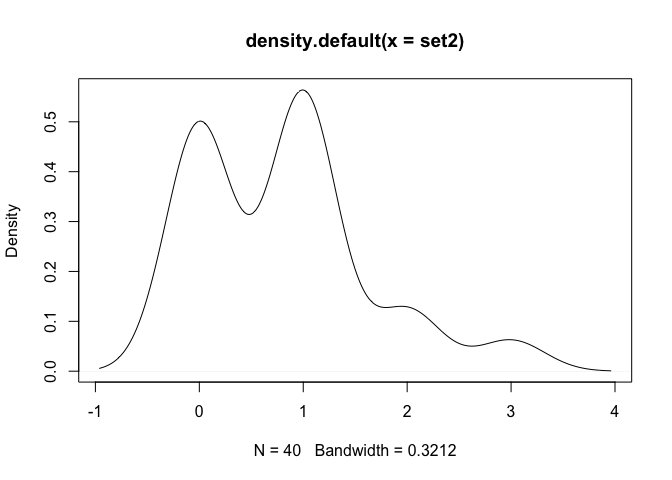 density.default(x = set2)
Density
0.5
0.4
0.3
0.2
0.1
0.0
-1 0 1 2 3 4
N = 40 Bandwidth = 0.3212